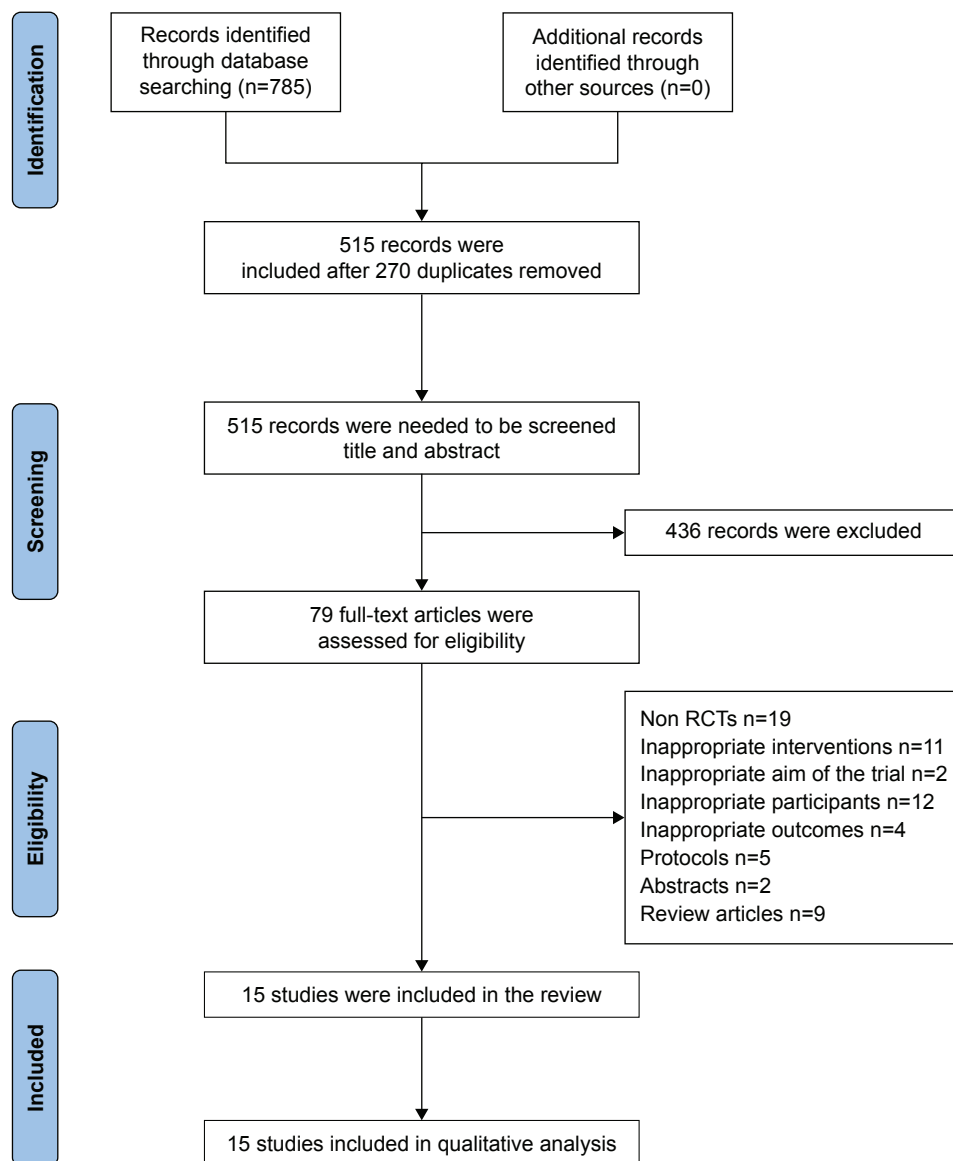 Identification
Records identified
through database
searching (n=785)
Additional records
identified through
other sources (n=0)
515 records were
included after 270 duplicates removed
Screening
515 records were needed to be screened
title and abstract
436 records were excluded
79 full-text articles were
assessed for eligibility
Eligibility
Non RCTs n=19
Inappropriate interventions n=11
Inappropriate aim of the trial n=2
Inappropriate participants n=12
Inappropriate outcomes n=4
Protocols n=5
Abstracts n=2
Review articles n=9
Included
15 studies were included in the review
15 studies included in qualitative analysis